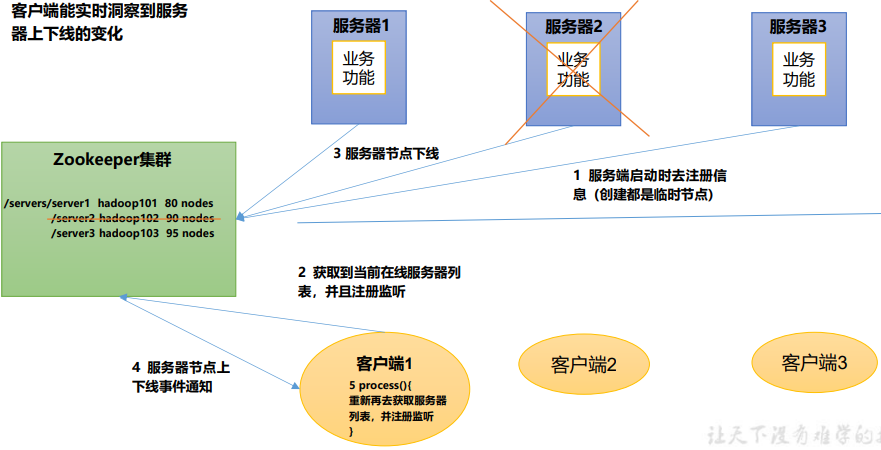 客户端能实时洞察到服务
器上下线的变化
服务器1
业务
功能
服务器2
业务
功能
服务器3
业务
功能
3 服务器节点下线
1 服务端启动时去注册信
息（创建都是临时节点）
Zookeeper集群
/servers/server1 hadoop101 80 nodes
/server2 hadoop102 90 nodes
/server3 hadoop103 95 nodes
2 获取到当前在线服务器列
表，并且注册监听
4 服务器节点上
下线事件通知
客户端1
5 process(){
重新再去获取服务器
列表，并注册监听
}
客户端2
客户端3
让天下没有难学的